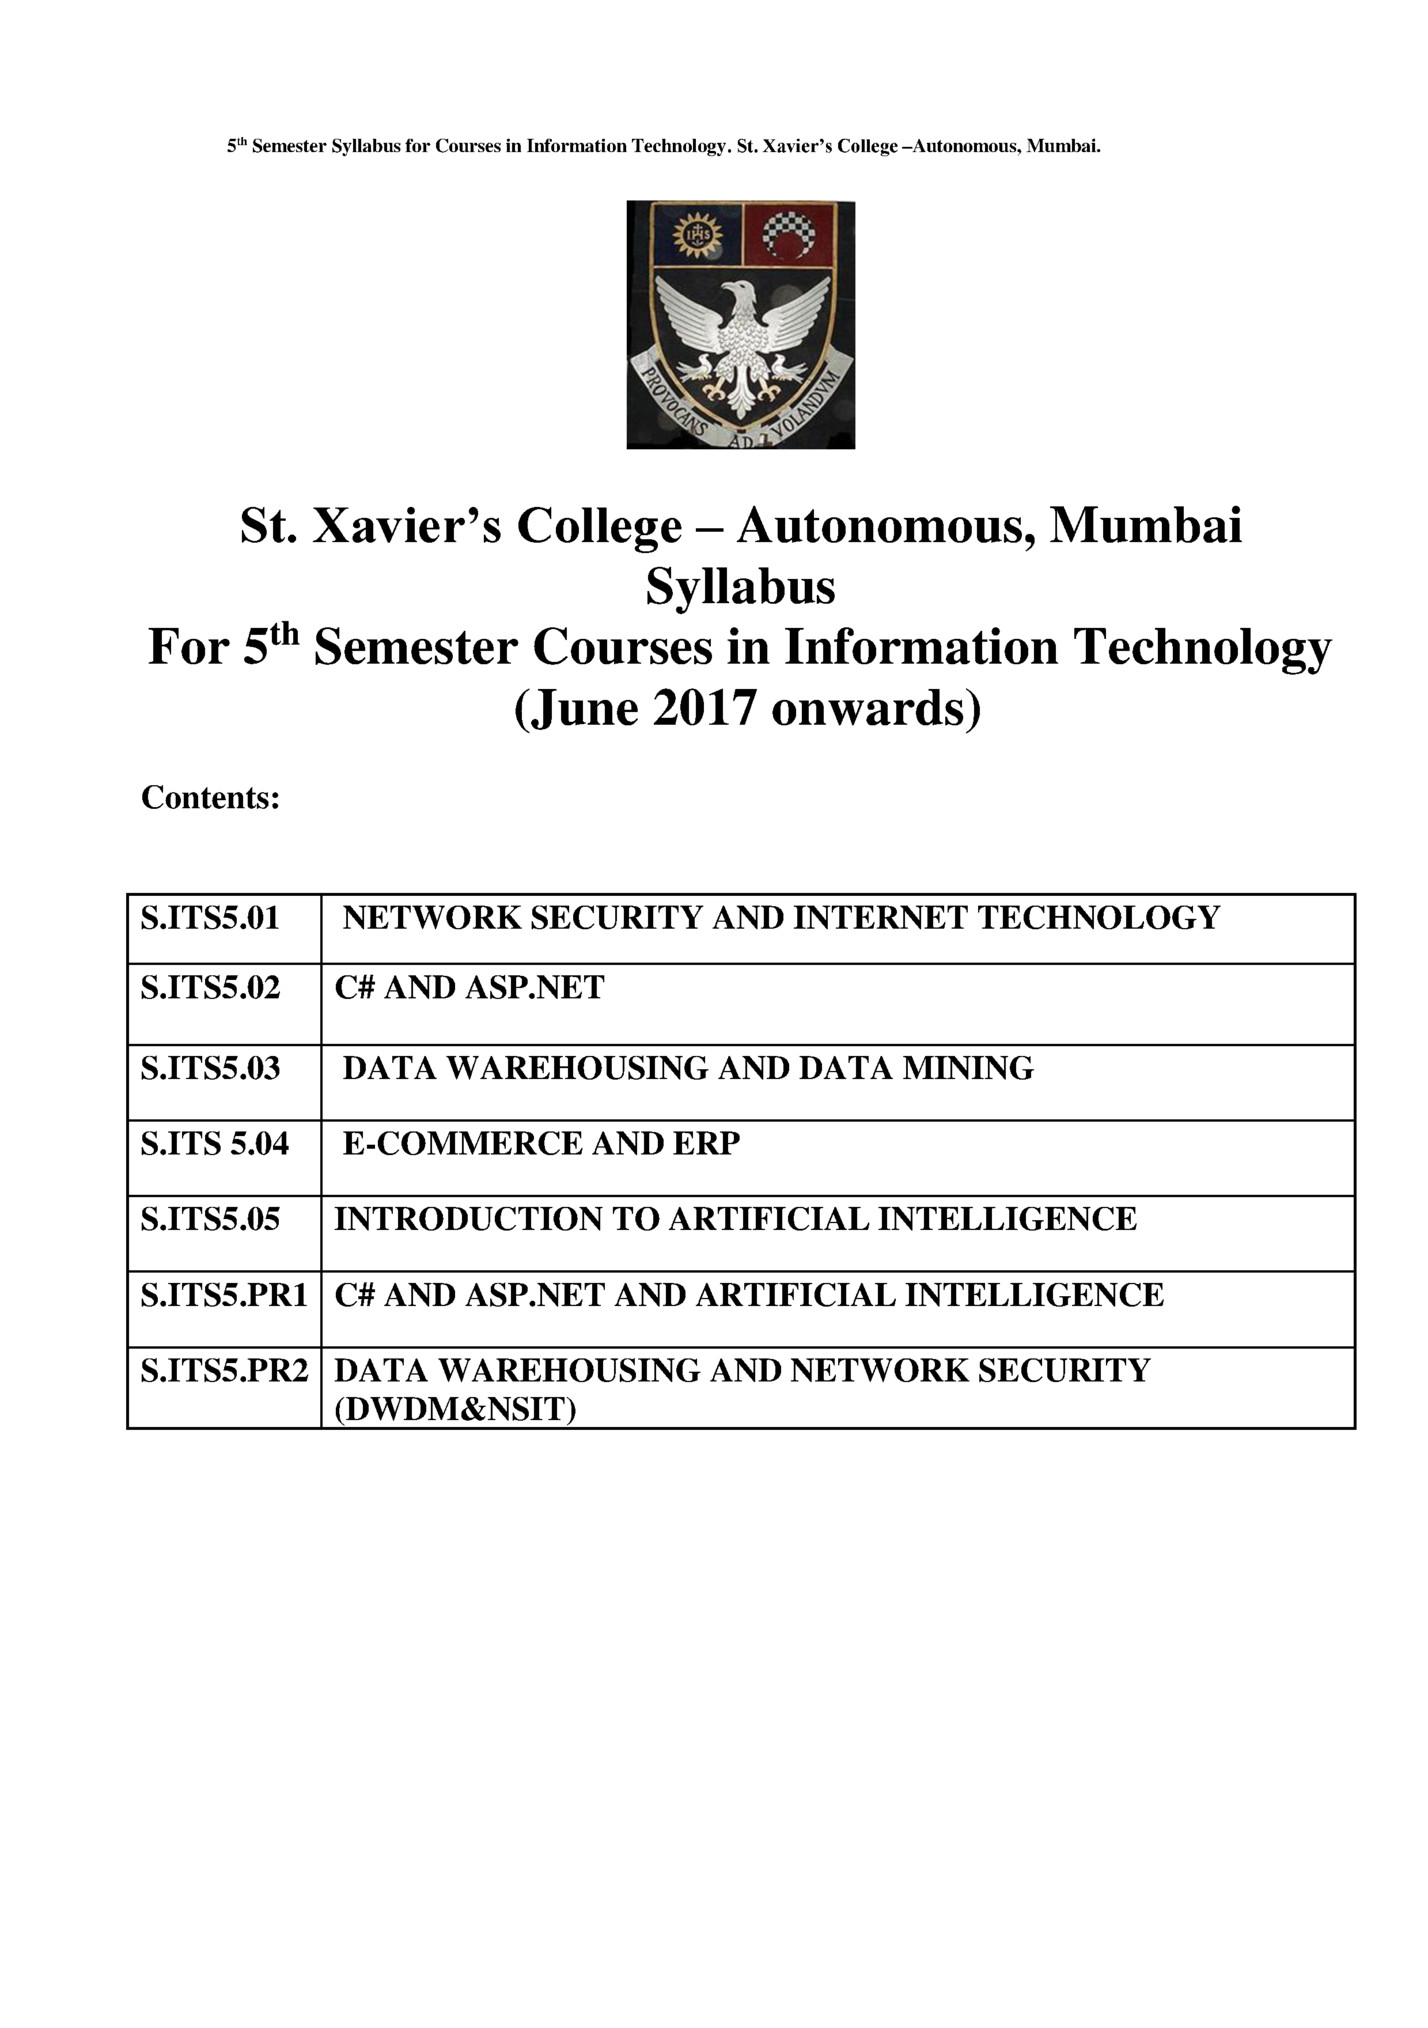 5th Semester Syllabus for Courses in Information Technology. St. Xavier’s College –Autonomous, Mumbai.
IHS
PROVOCANS AD VOLANDVM
St. Xavier’s College – Autonomous, Mumbai
Syllabus
For 5th Semester Courses in Information Technology
(June 2017 onwards)
Contents:
S.ITS5.01 NETWORK SECURITY AND INTERNET TECHNOLOGY
S.ITS5.02 C# AND ASP.NET
S.ITS5.03 DATA WAREHOUSING AND DATA MINING
S.ITS 5.04 E-COMMERCE AND ERP
S.ITS5.05 INTRODUCTION TO ARTIFICIAL INTELLIGENCE
S.ITS5.PR1 C# AND ASP.NET AND ARTIFICIAL INTELLIGENCE
S.ITS5.PR2 DATA WAREHOUSING AND NETWORK SECURITY
(DWDM&NSIT)